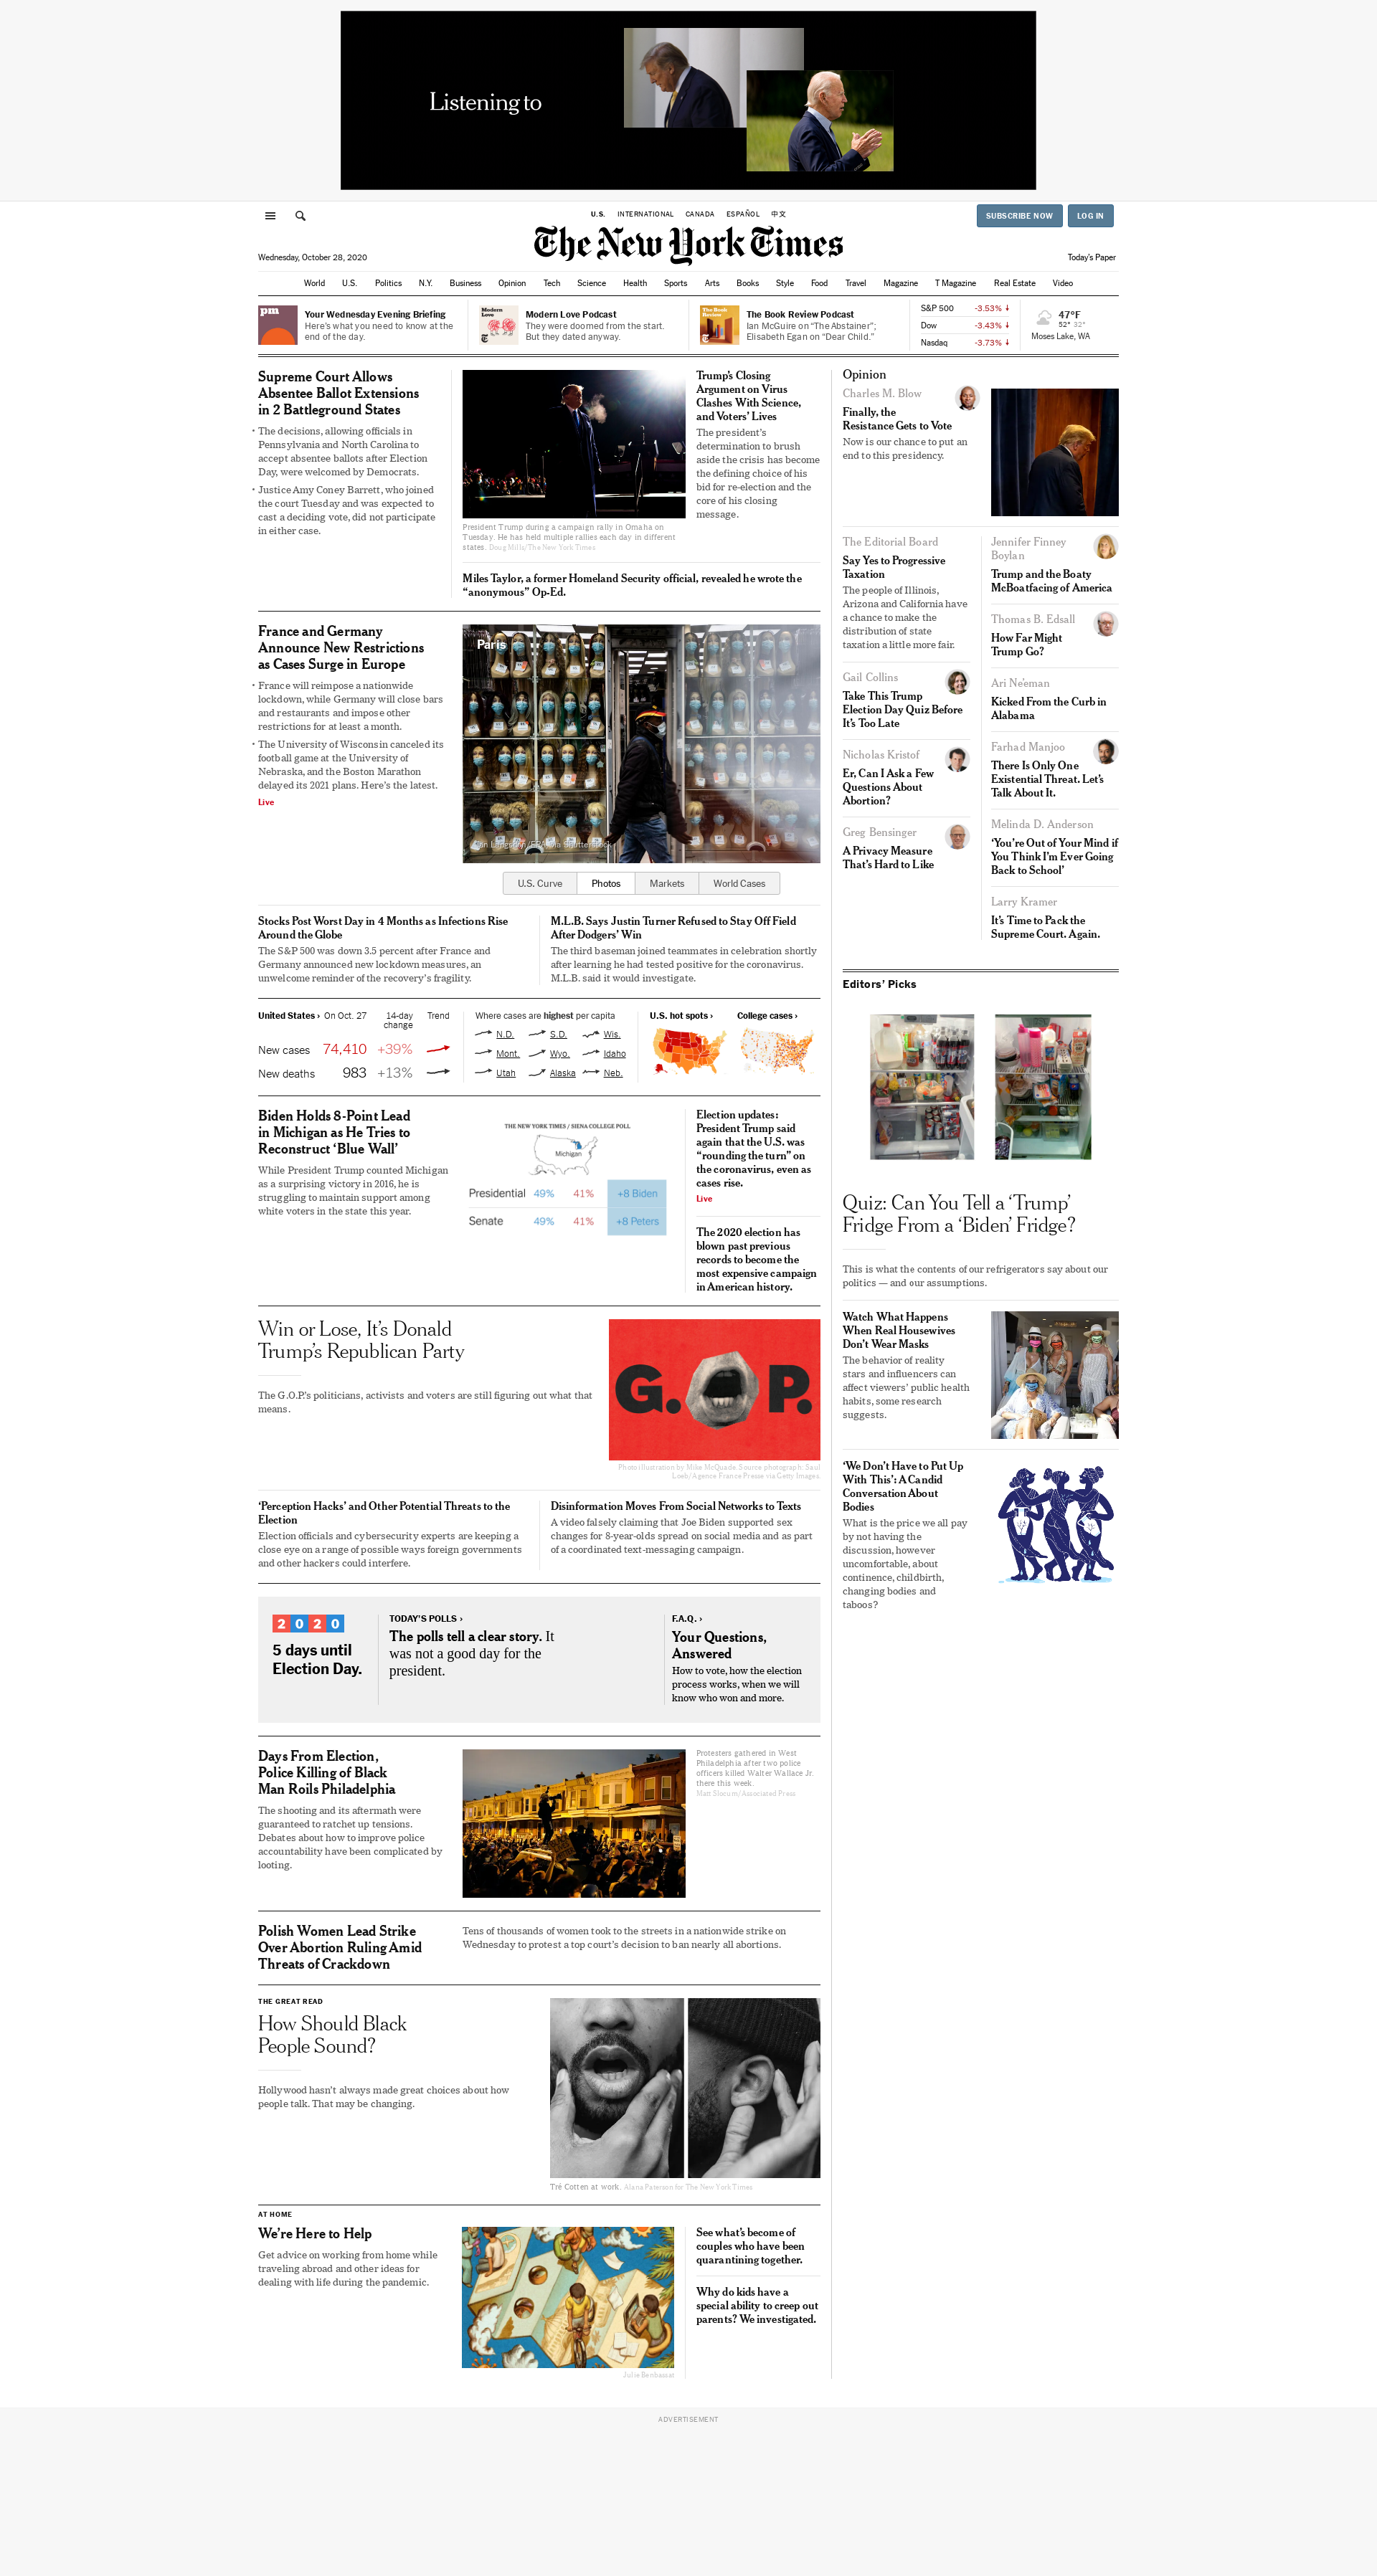 Listening to
U.S. INTERNATIONAL CANADA ESPAÑOL 中文
SUBSCRIBE NOW LOG IN
The New York Times
Wednesday, October 28, 2020
Today's Paper
World U.S. Politics N.Y. Business Opinion Tech Science Health Sports Arts Books Style Food Travel Magazine T Magazine Real Estate Video
pm
Your Wednesday Evening Briefing
Here's what you need to know at the
end of the day.
Modern
Love
Modern Love Podcast
They were doomed from the start.
But they dated anyway.
The Book
Review
The Book Review Podcast
Ian McGuire on “The Abstainer”;
Elisabeth Egan on “Dear Child.”
S&P 500 -3.53% ↓
Dow -3.43% ↓
Nasdaq -3.73% ↓
47°F
52° 32°
Moses Lake, WA
Supreme Court Allows
Absentee Ballot Extensions
in 2 Battleground States
• The decisions, allowing officials in
Pennsylvania and North Carolina to
accept absentee ballots after Election
Day, were welcomed by Democrats.
• Justice Amy Coney Barrett, who joined
the court Tuesday and was expected to
cast a deciding vote, did not participate
in either case.
President Trump during a campaign rally in Omaha on
Tuesday. He has held multiple rallies each day in different
states. Doug Mills/The New York Times
Trump's Closing
Argument on Virus
Clashes With Science,
and Voters' Lives
The president's
determination to brush
aside the crisis has become
the defining choice of his
bid for re-election and the
core of his closing
message.
Miles Taylor, a former Homeland Security official, revealed he wrote the
“anonymous” Op-Ed.
France and Germany
Announce New Restrictions
as Cases Surge in Europe
• France will reimpose a nationwide
lockdown, while Germany will close bars
and restaurants and impose other
restrictions for at least a month.
• The University of Wisconsin canceled its
football game at the University of
Nebraska, and the Boston Marathon
delayed its 2021 plans. Here's the latest.
Live
Paris
Ian Langsdon/EPA, via Shutterstock
U.S. Curve Photos Markets World Cases
Stocks Post Worst Day in 4 Months as Infections Rise
Around the Globe
The S&P 500 was down 3.5 percent after France and
Germany announced new lockdown measures, an
unwelcome reminder of the recovery's fragility.
M.L.B. Says Justin Turner Refused to Stay Off Field
After Dodgers' Win
The third baseman joined teammates in celebration shortly
after learning he had tested positive for the coronavirus.
M.L.B. said it would investigate.
United States › On Oct. 27 14-day
change Trend
New cases 74,410 +39%
New deaths 983 +13%
Where cases are highest per capita
N.D. S.D. Wis.
Mont. Wyo. Idaho
Utah Alaska Neb.
U.S. hot spots ›
College cases ›
Biden Holds 8-Point Lead
in Michigan as He Tries to
Reconstruct ‘Blue Wall’
While President Trump counted Michigan
as a surprising victory in 2016, he is
struggling to maintain support among
white voters in the state this year.
THE NEW YORK TIMES / SIENA COLLEGE POLL
Michigan
Presidential 49% 41% +8 Biden
Senate 49% 41% +8 Peters
Election updates:
President Trump said
again that the U.S. was
“rounding the turn” on
the coronavirus, even as
cases rise.
Live
The 2020 election has
blown past previous
records to become the
most expensive campaign
in American history.
Win or Lose, It's Donald
Trump's Republican Party
The G.O.P.'s politicians, activists and voters are still figuring out what that
means.
G.O.P.
Photo illustration by Mike McQuade. Source photograph: Saul
Loeb/Agence France-Presse via Getty Images.
‘Perception Hacks’ and Other Potential Threats to the
Election
Election officials and cybersecurity experts are keeping a
close eye on a range of possible ways foreign governments
and other hackers could interfere.
Disinformation Moves From Social Networks to Texts
A video falsely claiming that Joe Biden supported sex
changes for 8-year-olds spread on social media and as part
of a coordinated text-messaging campaign.
2020
5 days until
Election Day.
TODAY'S POLLS ›
The polls tell a clear story. It
was not a good day for the
president.
F.A.Q. ›
Your Questions,
Answered
How to vote, how the election
process works, when we will
know who won and more.
Days From Election,
Police Killing of Black
Man Roils Philadelphia
The shooting and its aftermath were
guaranteed to ratchet up tensions.
Debates about how to improve police
accountability have been complicated by
looting.
Protesters gathered in West
Philadelphia after two police
officers killed Walter Wallace Jr.
there this week.
Matt Slocum/Associated Press
Polish Women Lead Strike
Over Abortion Ruling Amid
Threats of Crackdown
Tens of thousands of women took to the streets in a nationwide strike on
Wednesday to protest a top court's decision to ban nearly all abortions.
THE GREAT READ
How Should Black
People Sound?
Hollywood hasn't always made great choices about how
people talk. That may be changing.
Tré Cotten at work. Alana Paterson for The New York Times
AT HOME
We're Here to Help
Get advice on working from home while
traveling abroad and other ideas for
dealing with life during the pandemic.
Julie Benbassat
See what's become of
couples who have been
quarantining together.
Why do kids have a
special ability to creep out
parents? We investigated.
Opinion
Charles M. Blow
Finally, the
Resistance Gets to Vote
Now is our chance to put an
end to this presidency.
The Editorial Board
Say Yes to Progressive
Taxation
The people of Illinois,
Arizona and California have
a chance to make the
distribution of state
taxation a little more fair.
Gail Collins
Take This Trump
Election Day Quiz Before
It's Too Late
Nicholas Kristof
Er, Can I Ask a Few
Questions About
Abortion?
Greg Bensinger
A Privacy Measure
That's Hard to Like
Jennifer Finney
Boylan
Trump and the Boaty
McBoatfacing of America
Thomas B. Edsall
How Far Might
Trump Go?
Ari Ne'eman
Kicked From the Curb in
Alabama
Farhad Manjoo
There Is Only One
Existential Threat. Let's
Talk About It.
Melinda D. Anderson
‘You're Out of Your Mind if
You Think I'm Ever Going
Back to School’
Larry Kramer
It's Time to Pack the
Supreme Court. Again.
Editors' Picks
Quiz: Can You Tell a ‘Trump’
Fridge From a ‘Biden’ Fridge?
This is what the contents of our refrigerators say about our
politics — and our assumptions.
Watch What Happens
When Real Housewives
Don't Wear Masks
The behavior of reality
stars and influencers can
affect viewers' public health
habits, some research
suggests.
‘We Don't Have to Put Up
With This’: A Candid
Conversation About
Bodies
What is the price we all pay
by not having the
discussion, however
uncomfortable, about
continence, childbirth,
changing bodies and
taboos?
ADVERTISEMENT